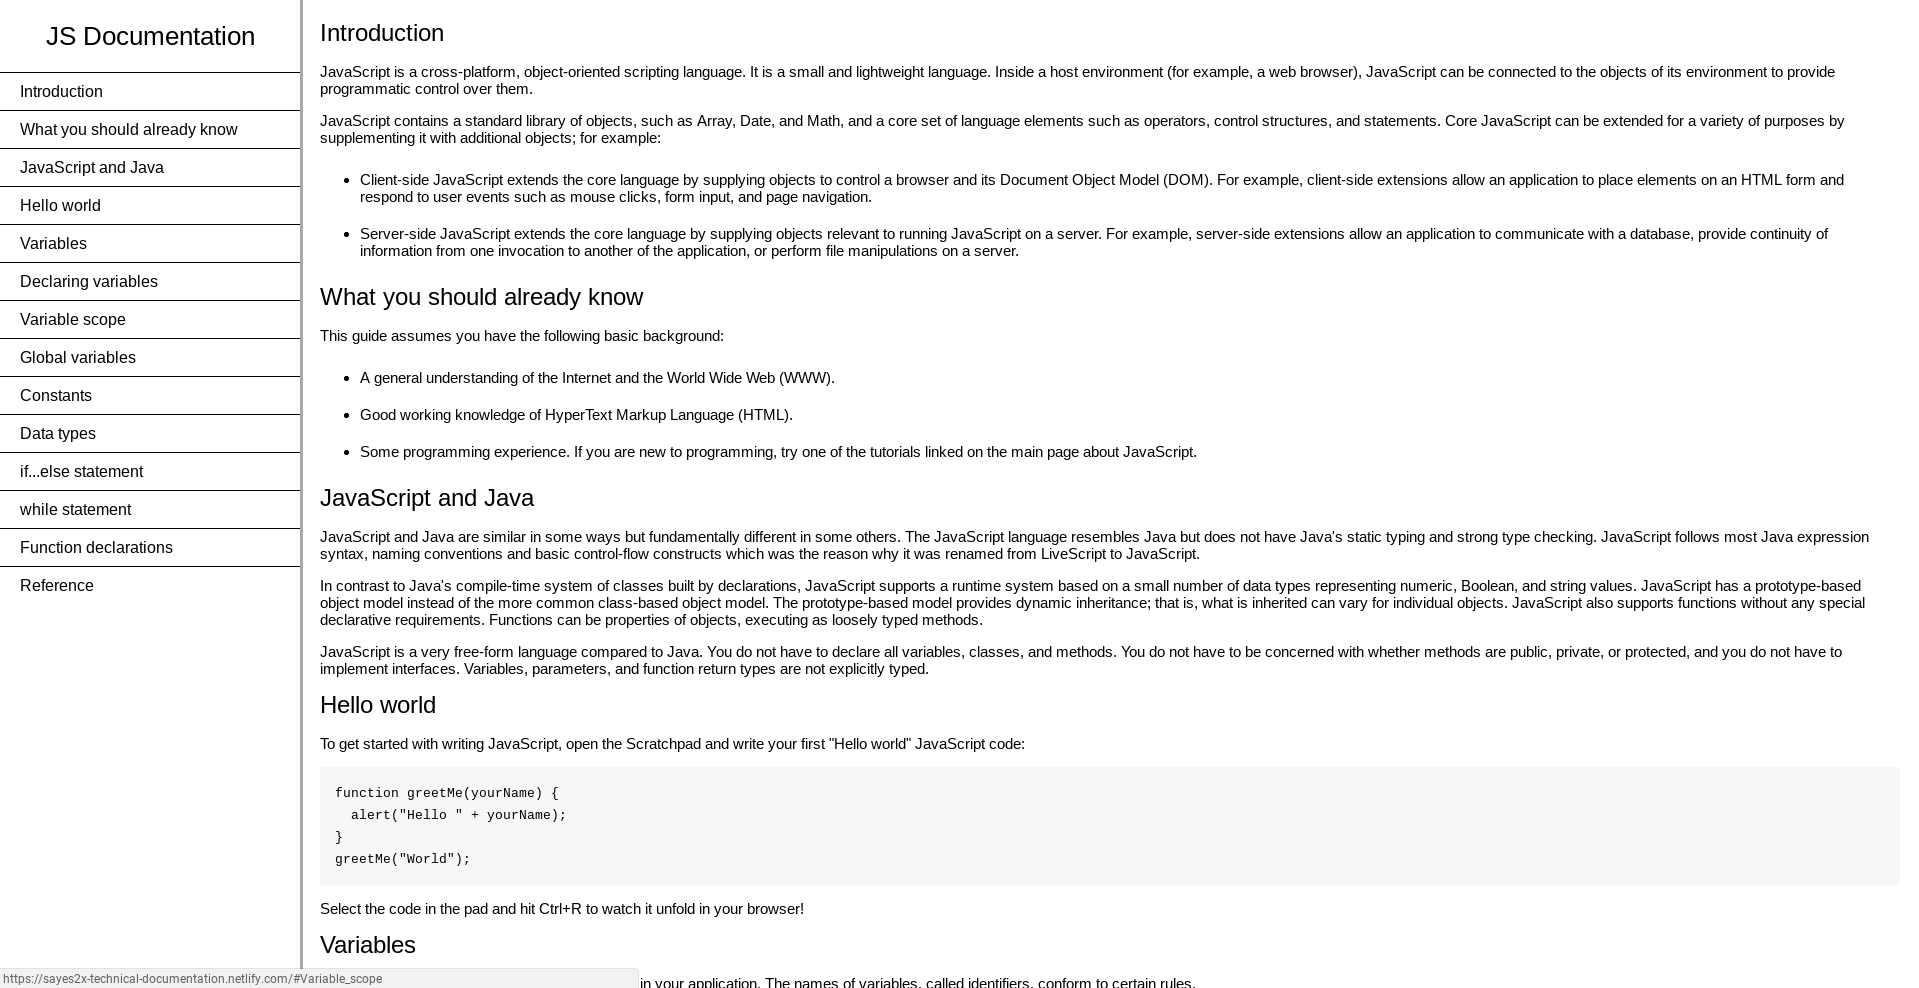 JS Documentation
Introduction
What you should already know
JavaScript and Java
Hello world
Variables
Declaring variables
Variable scope
Global variables
Constants
Data types
if...else statement
while statement
Function declarations
Reference
Introduction
JavaScript is a cross-platform, object-oriented scripting language. It is a small and lightweight language. Inside a host environment (for example, a web browser), JavaScript can be connected to the objects of its environment to provide
programmatic control over them.
JavaScript contains a standard library of objects, such as Array, Date, and Math, and a core set of language elements such as operators, control structures, and statements. Core JavaScript can be extended for a variety of purposes by
supplementing it with additional objects; for example:
• Client-side JavaScript extends the core language by supplying objects to control a browser and its Document Object Model (DOM). For example, client-side extensions allow an application to place elements on an HTML form and
respond to user events such as mouse clicks, form input, and page navigation.
• Server-side JavaScript extends the core language by supplying objects relevant to running JavaScript on a server. For example, server-side extensions allow an application to communicate with a database, provide continuity of
information from one invocation to another of the application, or perform file manipulations on a server.
What you should already know
This guide assumes you have the following basic background:
• A general understanding of the Internet and the World Wide Web (WWW).
• Good working knowledge of HyperText Markup Language (HTML).
• Some programming experience. If you are new to programming, try one of the tutorials linked on the main page about JavaScript.
JavaScript and Java
JavaScript and Java are similar in some ways but fundamentally different in some others. The JavaScript language resembles Java but does not have Java's static typing and strong type checking. JavaScript follows most Java expression
syntax, naming conventions and basic control-flow constructs which was the reason why it was renamed from LiveScript to JavaScript.
In contrast to Java's compile-time system of classes built by declarations, JavaScript supports a runtime system based on a small number of data types representing numeric, Boolean, and string values. JavaScript has a prototype-based
object model instead of the more common class-based object model. The prototype-based model provides dynamic inheritance; that is, what is inherited can vary for individual objects. JavaScript also supports functions without any special
declarative requirements. Functions can be properties of objects, executing as loosely typed methods.
JavaScript is a very free-form language compared to Java. You do not have to declare all variables, classes, and methods. You do not have to be concerned with whether methods are public, private, or protected, and you do not have to
implement interfaces. Variables, parameters, and function return types are not explicitly typed.
Hello world
To get started with writing JavaScript, open the Scratchpad and write your first "Hello world" JavaScript code:
function greetMe(yourName) {
  alert("Hello " + yourName);
}
greetMe("World");
Select the code in the pad and hit Ctrl+R to watch it unfold in your browser!
Variables
in your application. The names of variables, called identifiers, conform to certain rules.
https://sayes2x-technical-documentation.netlify.com/#Variable_scope